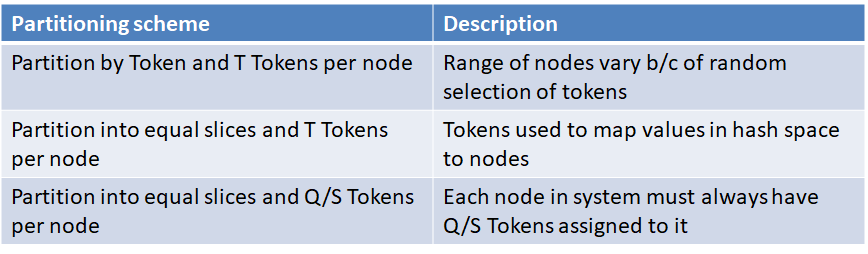 Partitioning scheme
Description
Partition by Token and T Tokens per node
Range of nodes vary b/c of random
selection of tokens
Partition into equal slices and T Tokens
per node
Tokens used to map values in hash space
to nodes
Partition into equal slices and Q/S Tokens
per node
Each node in system must always have
Q/S Tokens assigned to it